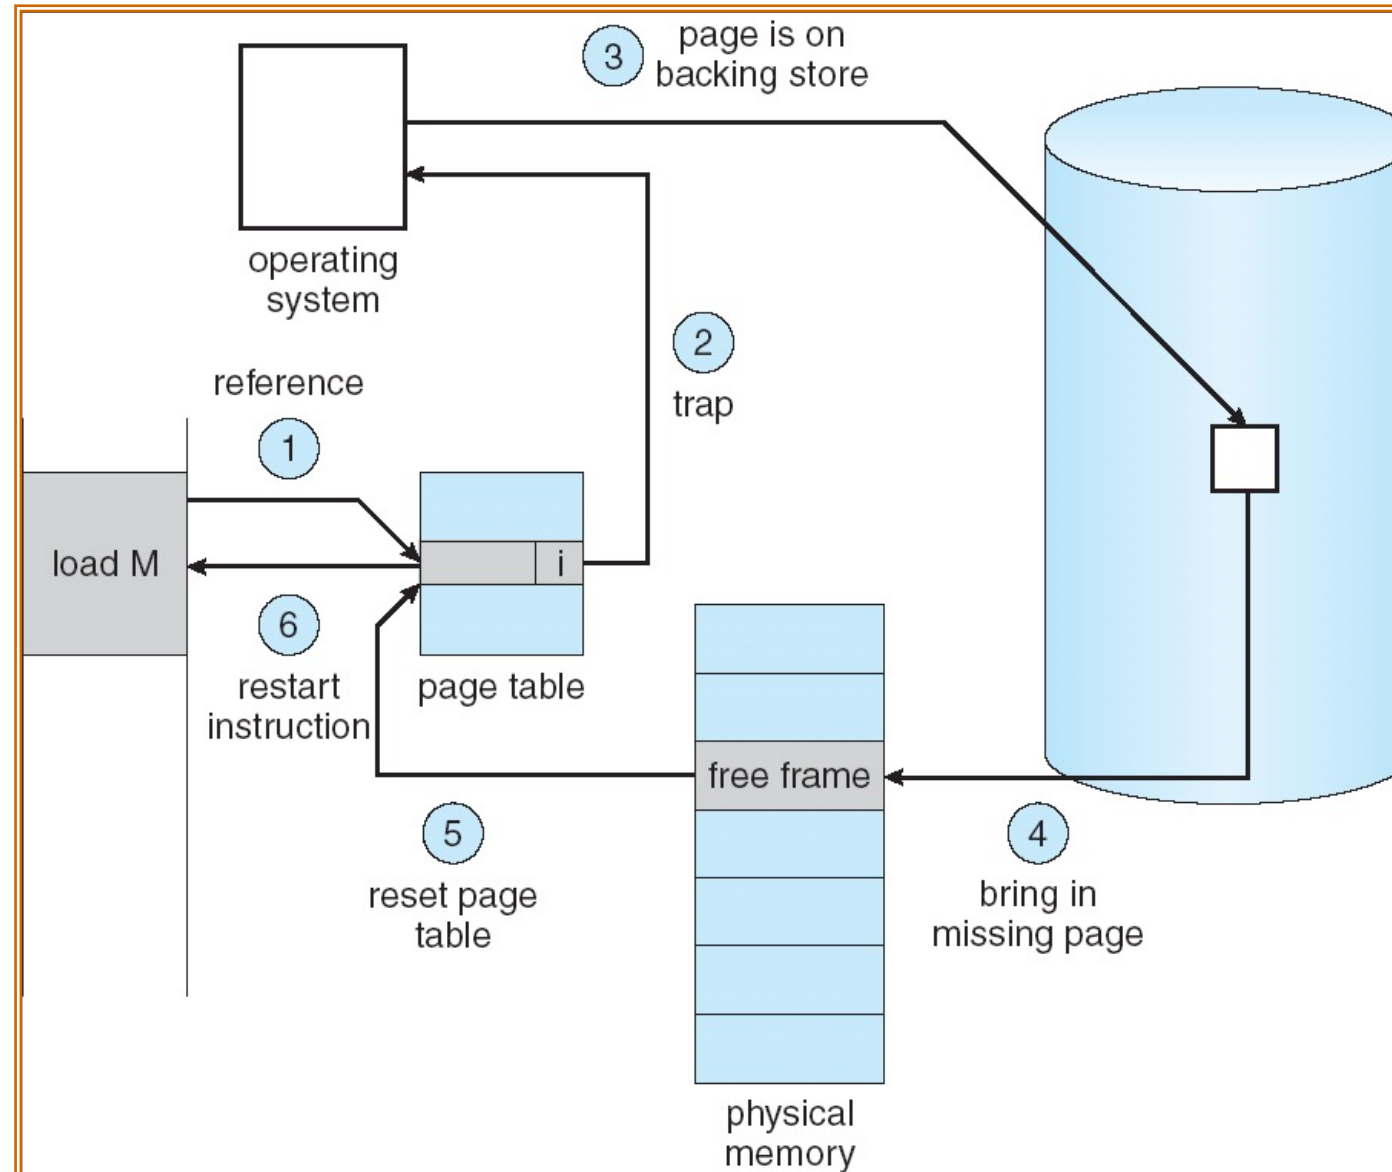 3
page is on
backing store
operating
system
2
trap
reference
1
load M
i
6
restart
instruction
page table
free frame
5
reset page
table
4
bring in
missing page
physical
memory